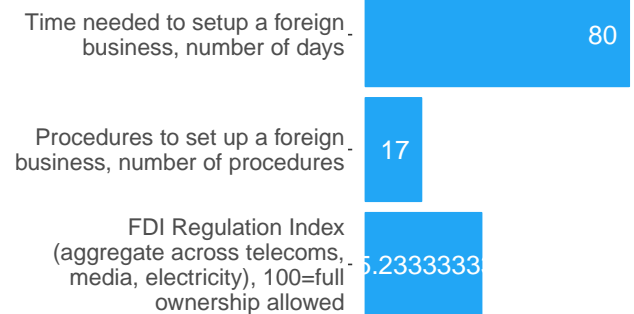 Time needed to setup a foreign
business, number of days
80
Procedures to set up a foreign
business, number of procedures
17
FDI Regulation Index
(aggregate across telecoms,
media, electricity), 100=full
ownership allowed
5.2333333